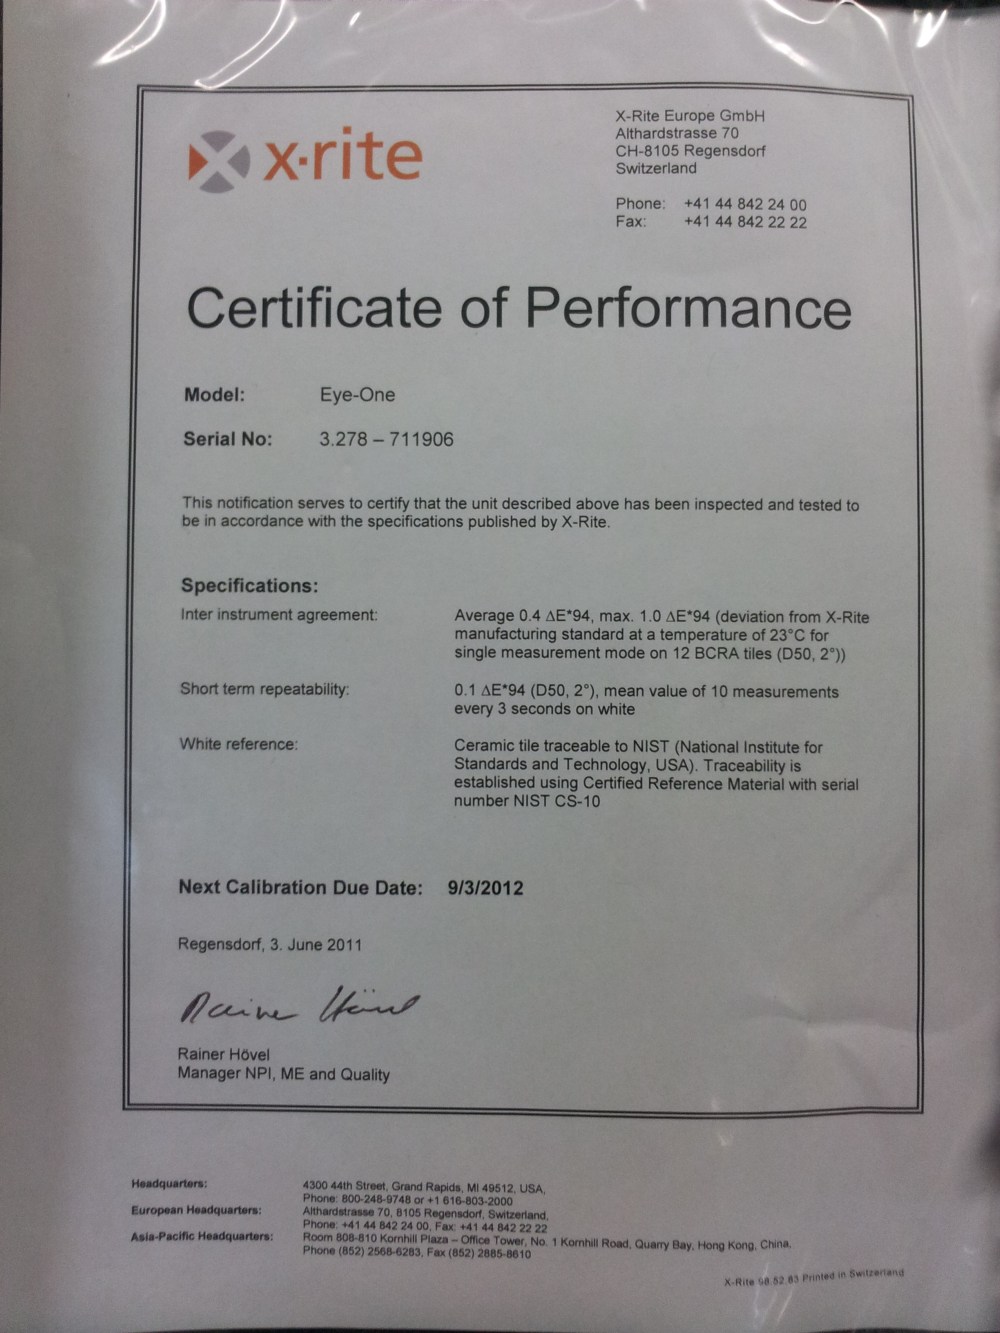 x·rite
X-Rite Europe GmbH
Althardstrasse 70
CH-8105 Regensdorf
Switzerland
Phone: +41 44 842 24 00
Fax: +41 44 842 22 22
Certificate of Performance
Model: Eye-One
Serial No: 3.278 – 711906
This notification serves to certify that the unit described above has been inspected and tested to
be in accordance with the specifications published by X-Rite.
Specifications:
Inter instrument agreement: Average 0.4 ΔE*94, max. 1.0 ΔE*94 (deviation from X-Rite
manufacturing standard at a temperature of 23°C for
single measurement mode on 12 BCRA tiles (D50, 2°))
Short term repeatability: 0.1 ΔE*94 (D50, 2°), mean value of 10 measurements
every 3 seconds on white
White reference: Ceramic tile traceable to NIST (National Institute for
Standards and Technology, USA). Traceability is
established using Certified Reference Material with serial
number NIST CS-10
Next Calibration Due Date: 9/3/2012
Regensdorf, 3. June 2011
Rainer Hövel
Rainer Hövel
Manager NPI, ME and Quality
Headquarters: 4300 44th Street, Grand Rapids, MI 49512, USA,
Phone: 800-248-9748 or +1 616-803-2000
European Headquarters: Althardstrasse 70, 8105 Regensdorf, Switzerland,
Phone: +41 44 842 24 00, Fax: +41 44 842 22 22
Asia-Pacific Headquarters: Room 808-810 Kornhill Plaza – Office Tower, No. 1 Kornhill Road, Quarry Bay, Hong Kong, China,
Phone (852) 2568-6283, Fax (852) 2885-8610
X-Rite 98.52.83 Printed in Switzerland